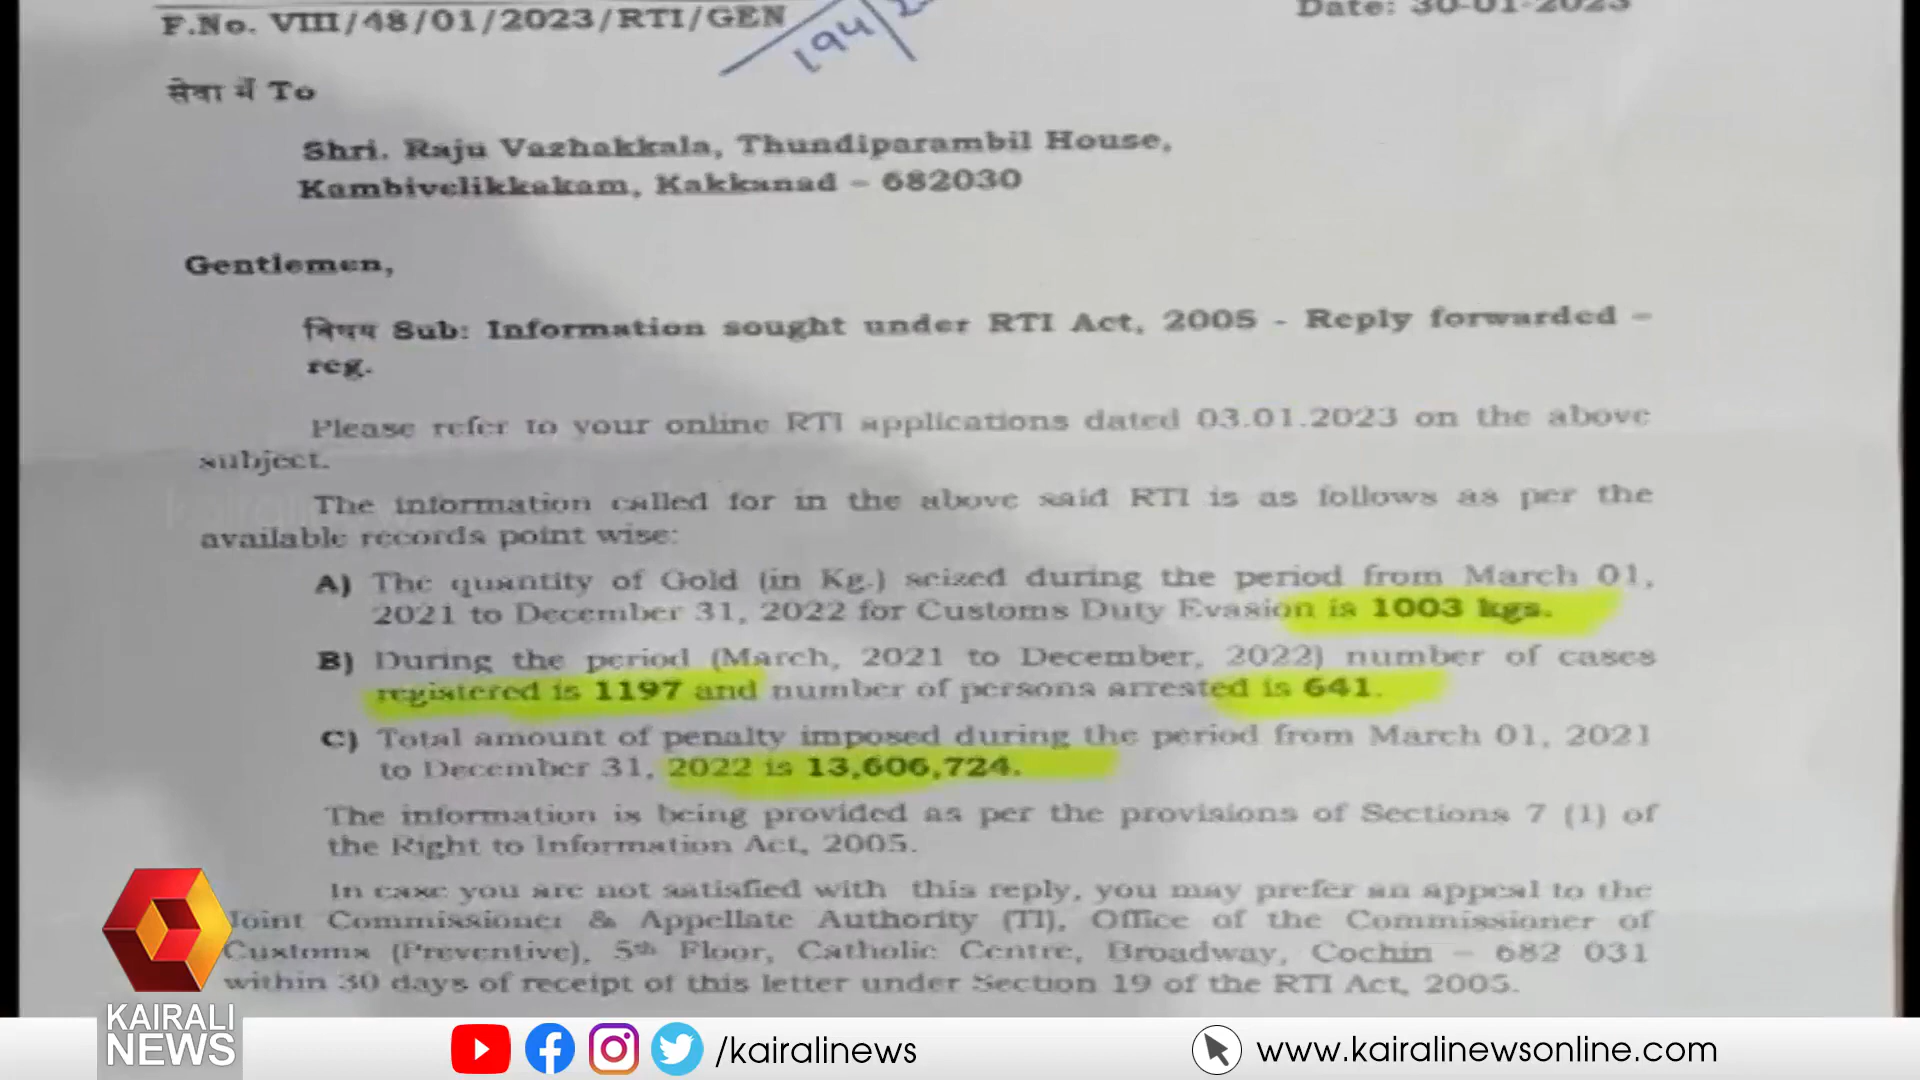 F.No. VIII/48/01/2023/RTI/GEN
Date: 30-01-2023
194
सेवा में To
Shri. Raju Vazhakkala, Thundiparambil House,
Kambivelikkakam, Kakkanad – 682030
Gentlemen,
विषय Sub: Information sought under RTI Act, 2005 - Reply forwarded –
reg.
Please refer to your online RTI applications dated 03.01.2023 on the above
subject.
The information called for in the above said RTI is as follows as per the
available records point wise:
A) The quantity of Gold (in Kg.) seized during the period from March 01,
2021 to December 31, 2022 for Customs Duty Evasion is 1003 kgs.
B) During the period (March, 2021 to December, 2022) number of cases
registered is 1197 and number of persons arrested is 641.
C) Total amount of penalty imposed during the period from March 01, 2021
to December 31, 2022 is 13,606,724.
The information is being provided as per the provisions of Sections 7 (1) of
the Right to Information Act, 2005.
In case you are not satisfied with this reply, you may prefer an appeal to the
Joint Commissioner & Appellate Authority (TI), Office of the Commissioner of
Customs (Preventive), 5th Floor, Catholic Centre, Broadway, Cochin – 682 031
within 30 days of receipt of this letter under Section 19 of the RTI Act, 2005.
KAIRALI
NEWS
/kairalinews
www.kairalinewsonline.com